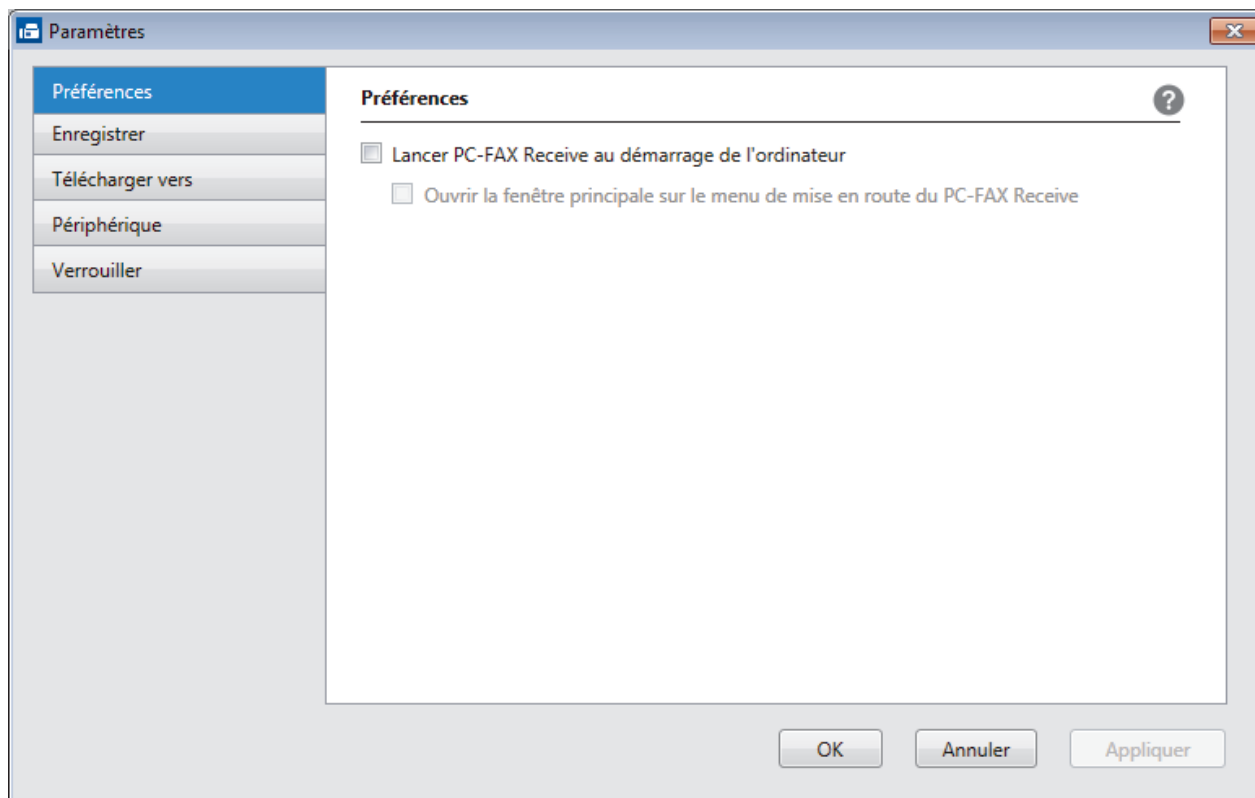 Paramètres
Préférences
Enregistrer
Télécharger vers
Périphérique
Verrouiller
Préférences
?
Lancer PC-FAX Receive au démarrage de l'ordinateur
Ouvrir la fenêtre principale sur le menu de mise en route du PC-FAX Receive
OK
Annuler
Appliquer